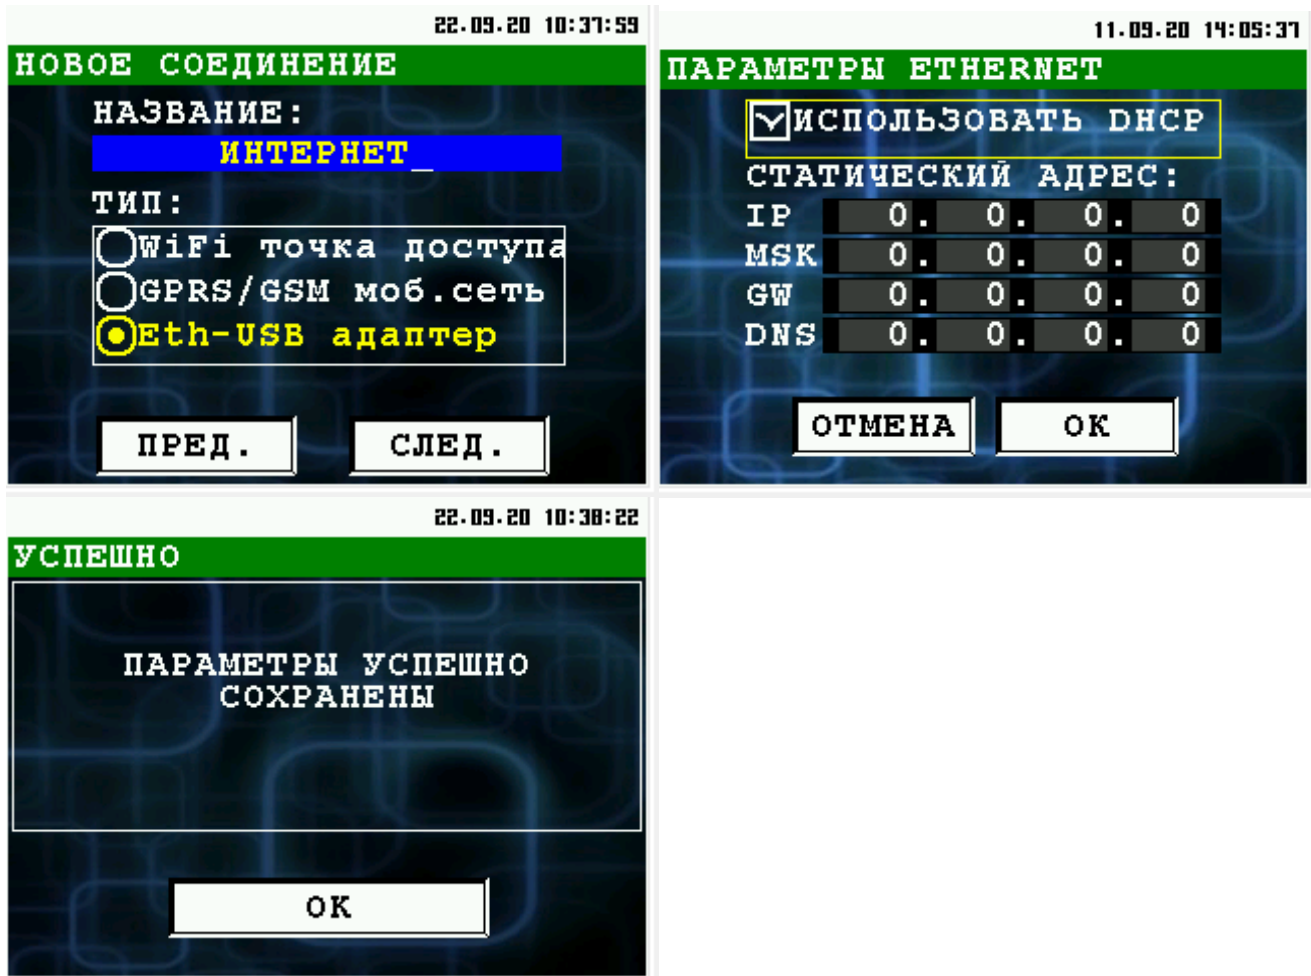 22.09.20 10:37:59
НОВОЕ СОЕДИНЕНИЕ
НАЗВАНИЕ:
ИНТЕРНЕТ_
ТИП:
WiFi точка доступа
GPRS/GSM моб.сеть
Eth-USB адаптер
ПРЕД. СЛЕД.
11.09.20 14:05:37
ПАРАМЕТРЫ ETHERNET
ИСПОЛЬЗОВАТЬ DHCP
СТАТИЧЕСКИЙ АДРЕС:
IP 0. 0. 0. 0
MSK 0. 0. 0. 0
GW 0. 0. 0. 0
DNS 0. 0. 0. 0
ОТМЕНА ОК
22.09.20 10:38:22
УСПЕШНО
ПАРАМЕТРЫ УСПЕШНО
СОХРАНЕНЫ
ОК